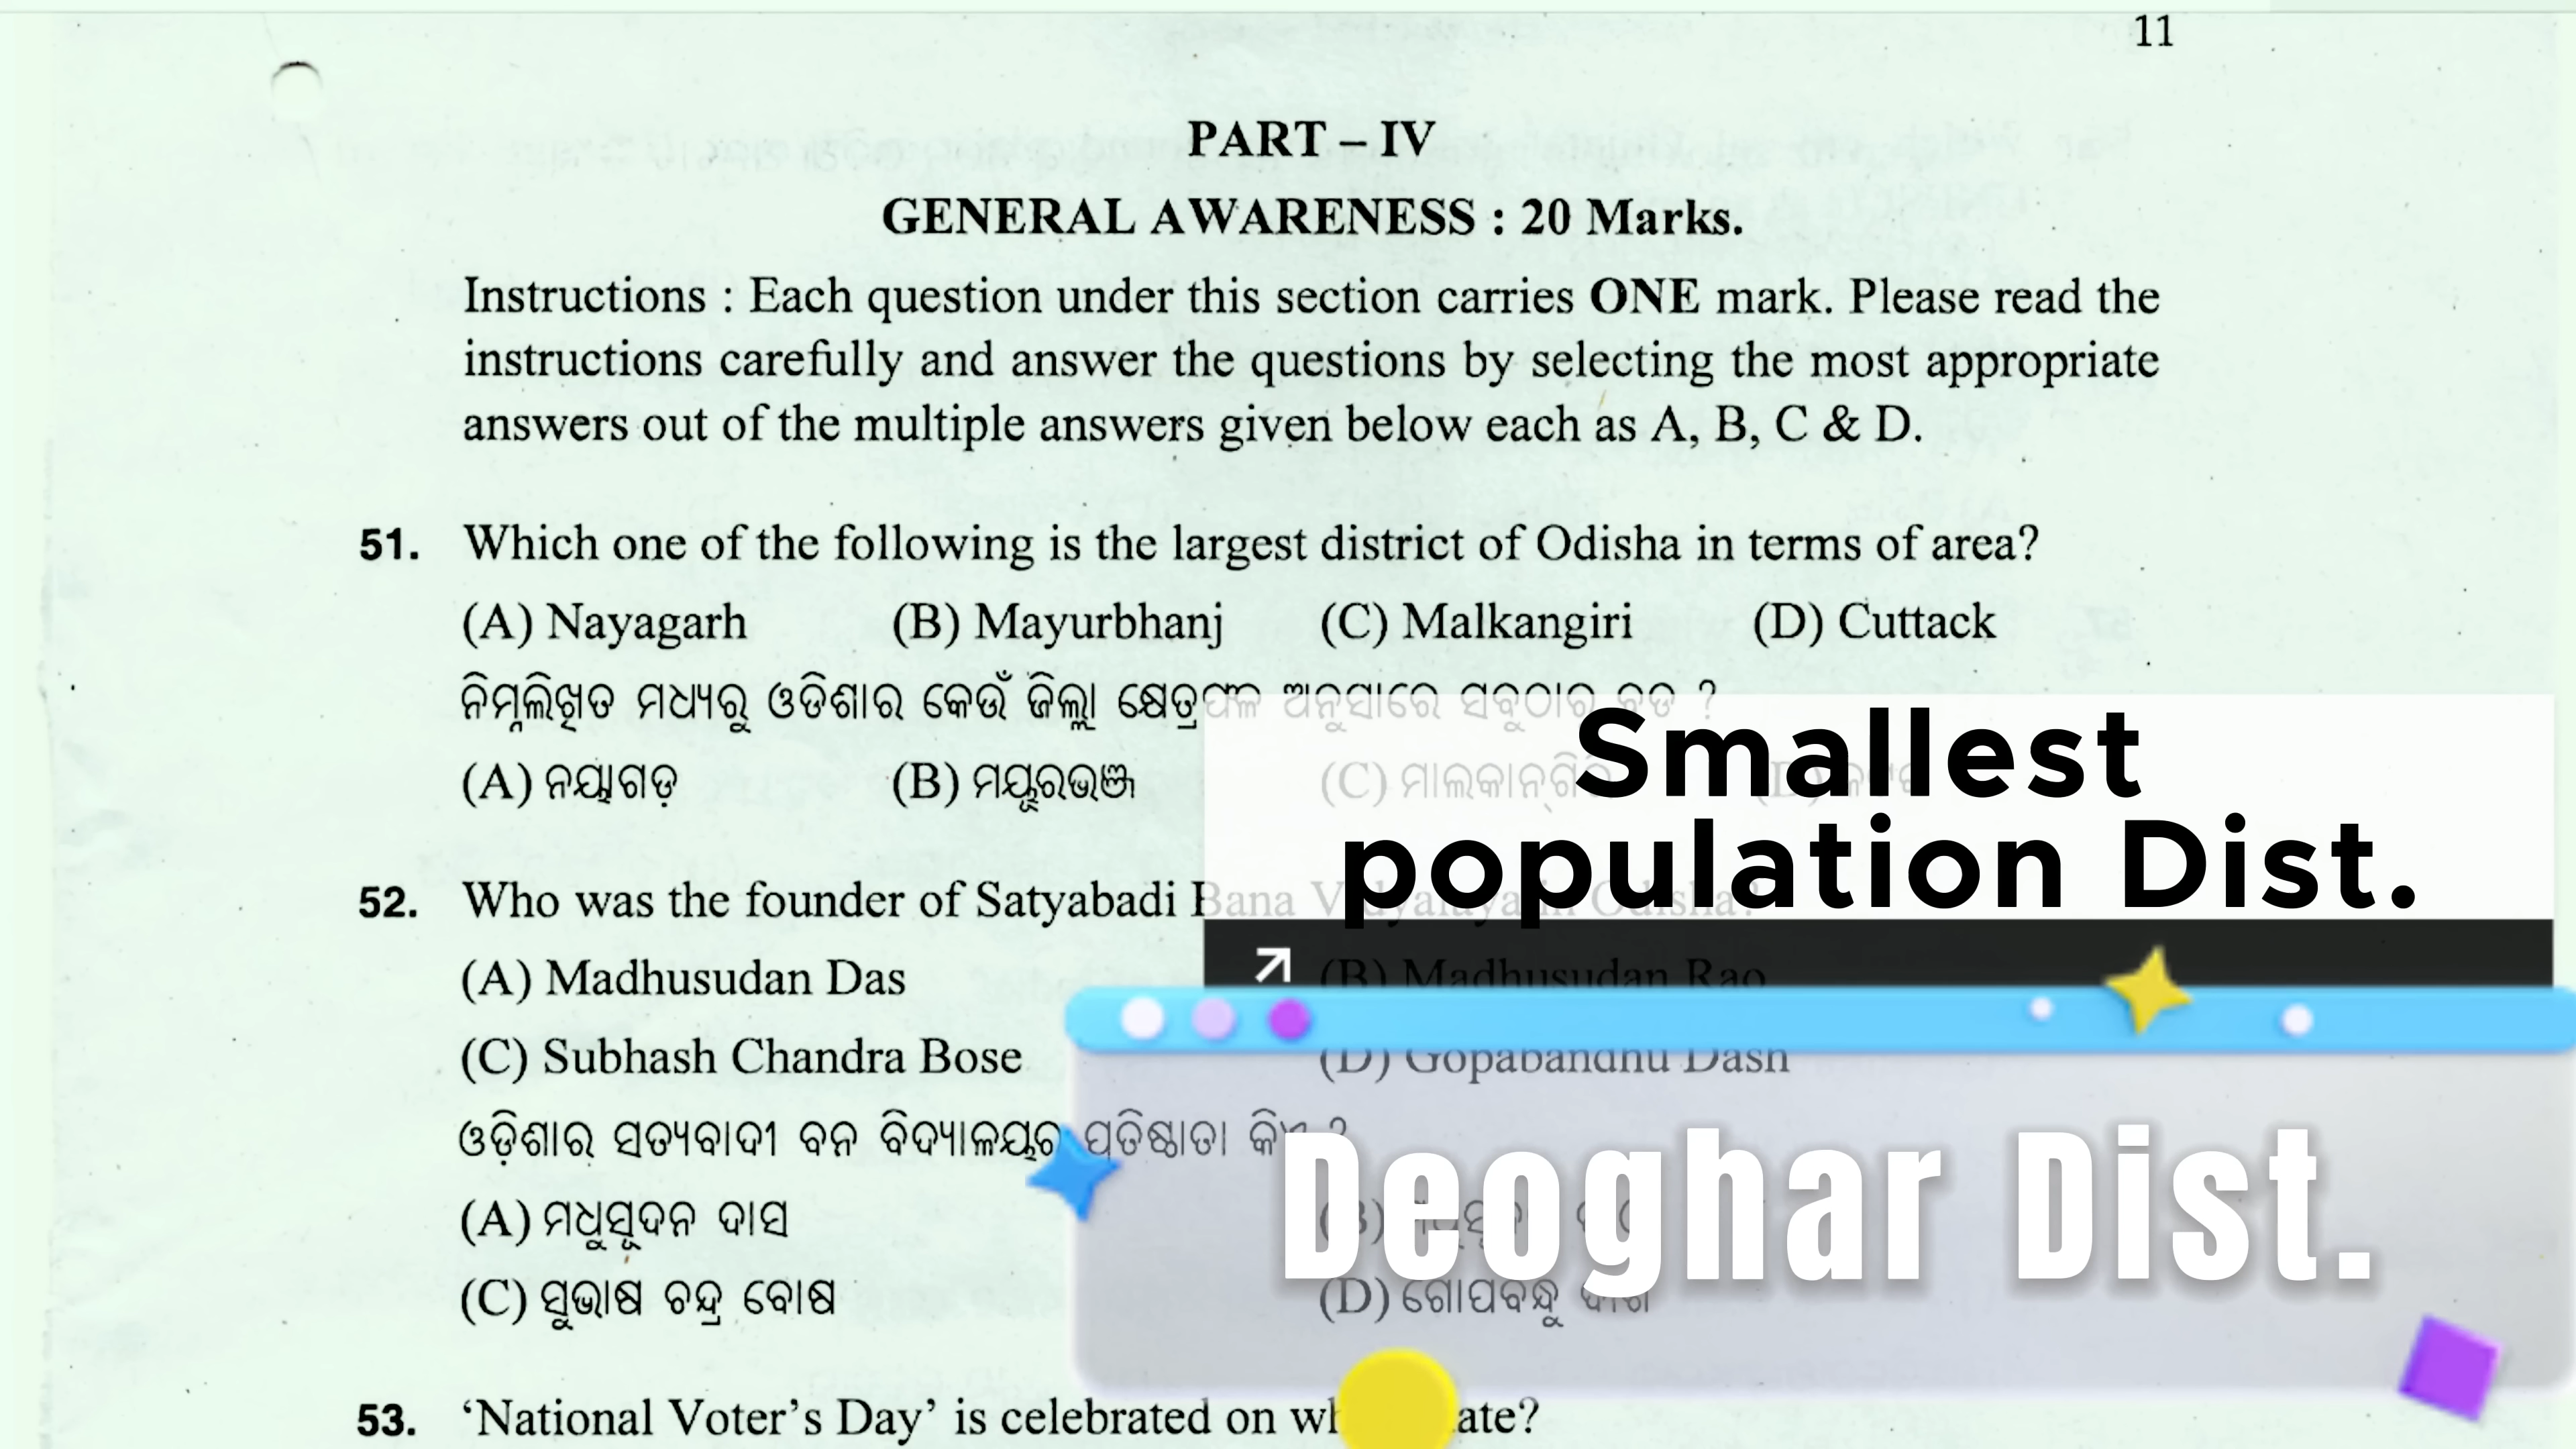 11
PART – IV
GENERAL AWARENESS : 20 Marks.
Instructions : Each question under this section carries ONE mark. Please read the
instructions carefully and answer the questions by selecting the most appropriate
answers out of the multiple answers given below each as A, B, C & D.
51. Which one of the following is the largest district of Odisha in terms of area?
(A) Nayagarh (B) Mayurbhanj (C) Malkangiri (D) Cuttack
ନିମ୍ନଲିଖିତ ମଧ୍ୟରୁ ଓଡିଶାର କେଉଁ ଜିଲ୍ଲା କ୍ଷେତ୍ରଫଳ ଅନୁସାରେ ସବୁଠାରୁ ବଡ ?
(A) ନୟାଗଡ଼ (B) ମୟୂରଭଞ୍ଜ (C) ମାଲକାନ୍‌ଗିରି (D)
Smallest
population Dist.
52. Who was the founder of Satyabadi Bana Vidyalaya in Odisha?
(A) Madhusudan Das (B) Madhusudan Rao
(C) Subhash Chandra Bose (D) Gopabandhu Dash
ଓଡ଼ିଶାର ସତ୍ୟବାଦୀ ବନ ବିଦ୍ୟାଳୟର ପ୍ରତିଷ୍ଠାତା କିଏ ?
Deoghar Dist.
(A) ମଧୁସୂଦନ ଦାସ (B)
(C) ସୁଭାଷ ଚନ୍ଦ୍ର ବୋଷ (D) ଗୋପବନ୍ଧୁ ଦାଶ
53. ‘National Voter’s Day’ is celebrated on